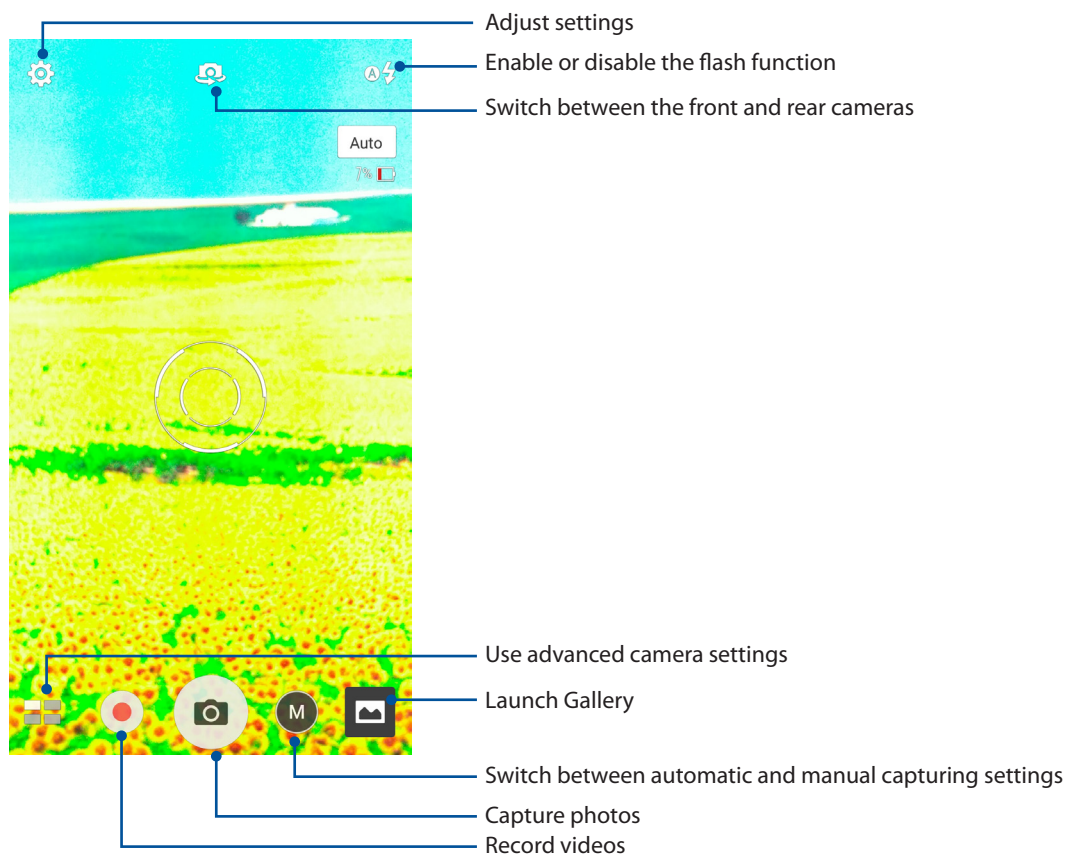 Adjust settings
Enable or disable the flash function
A
Switch between the front and rear cameras
Auto
7%
Use advanced camera settings
Launch Gallery
M
Switch between automatic and manual capturing settings
Capture photos
Record videos